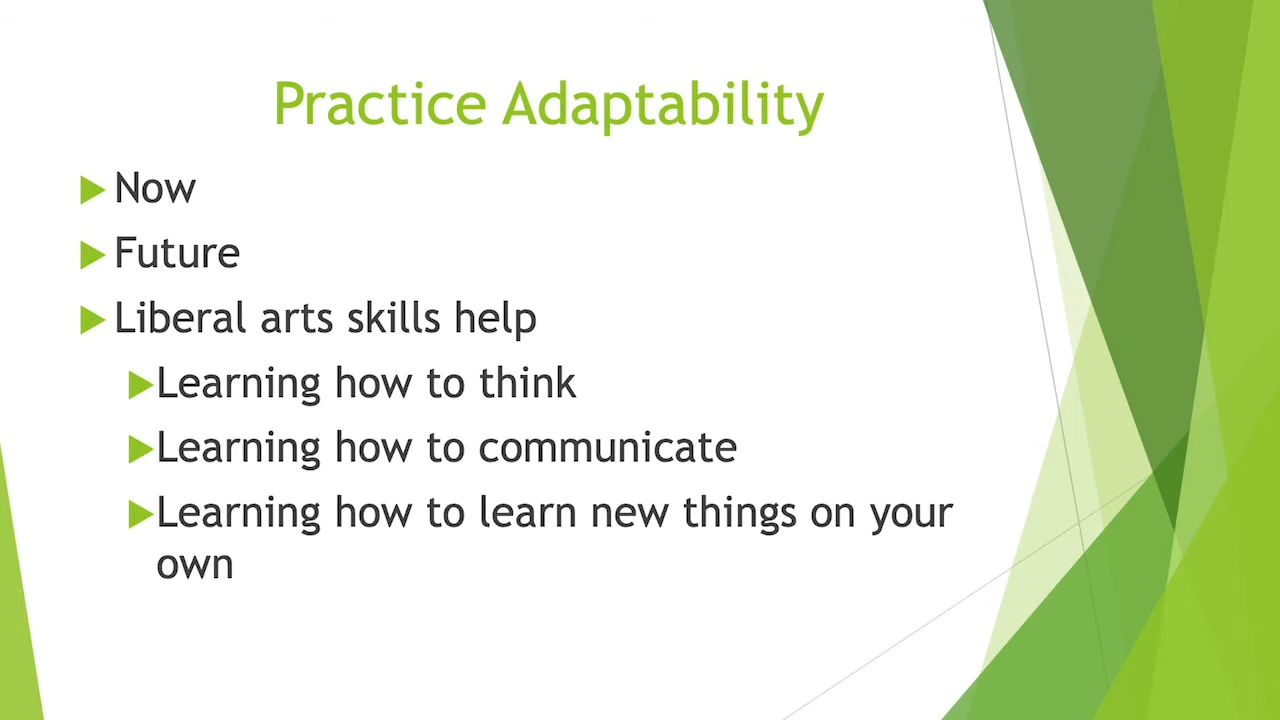 Practice Adaptability
Now
Future
Liberal arts skills help
Learning how to think
Learning how to communicate
Learning how to learn new things on your
own